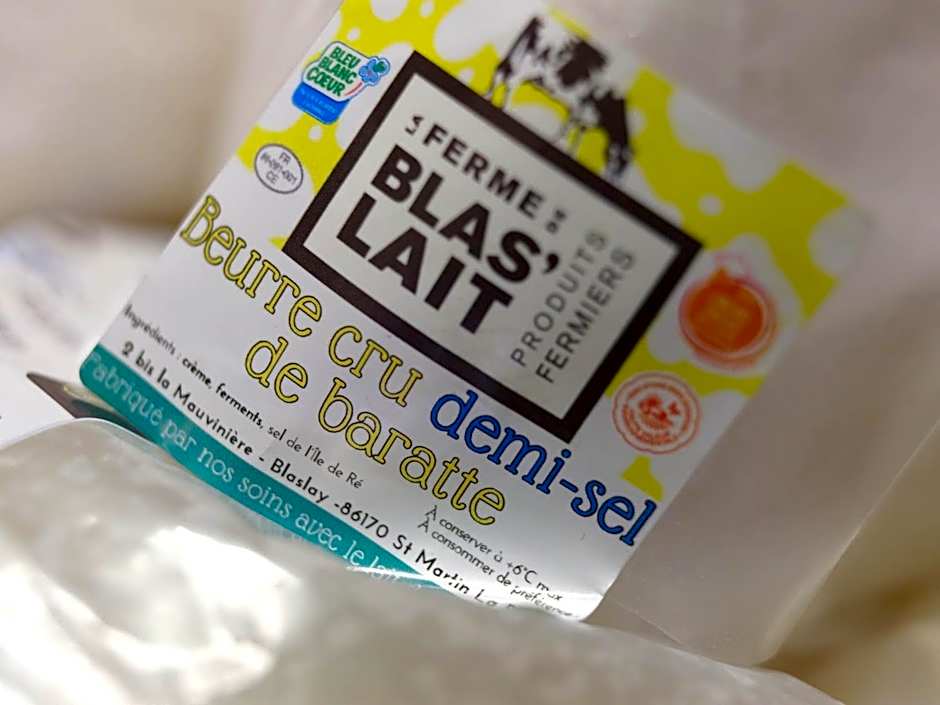 BLEU
BLANC
CŒUR
FR
CE
LA FERME DE
BLAS'
LAIT
PRODUITS
FERMIERS
Beurre cru demi-sel
de baratte
Ingrédients : crème, ferments, sel de l'Île de Ré
2 bis la Mauvinière - Blaslay - 86170 St Martin La
À conserver à +6°C max
À consommer de préférence
Fabriqué par nos soins avec le lait